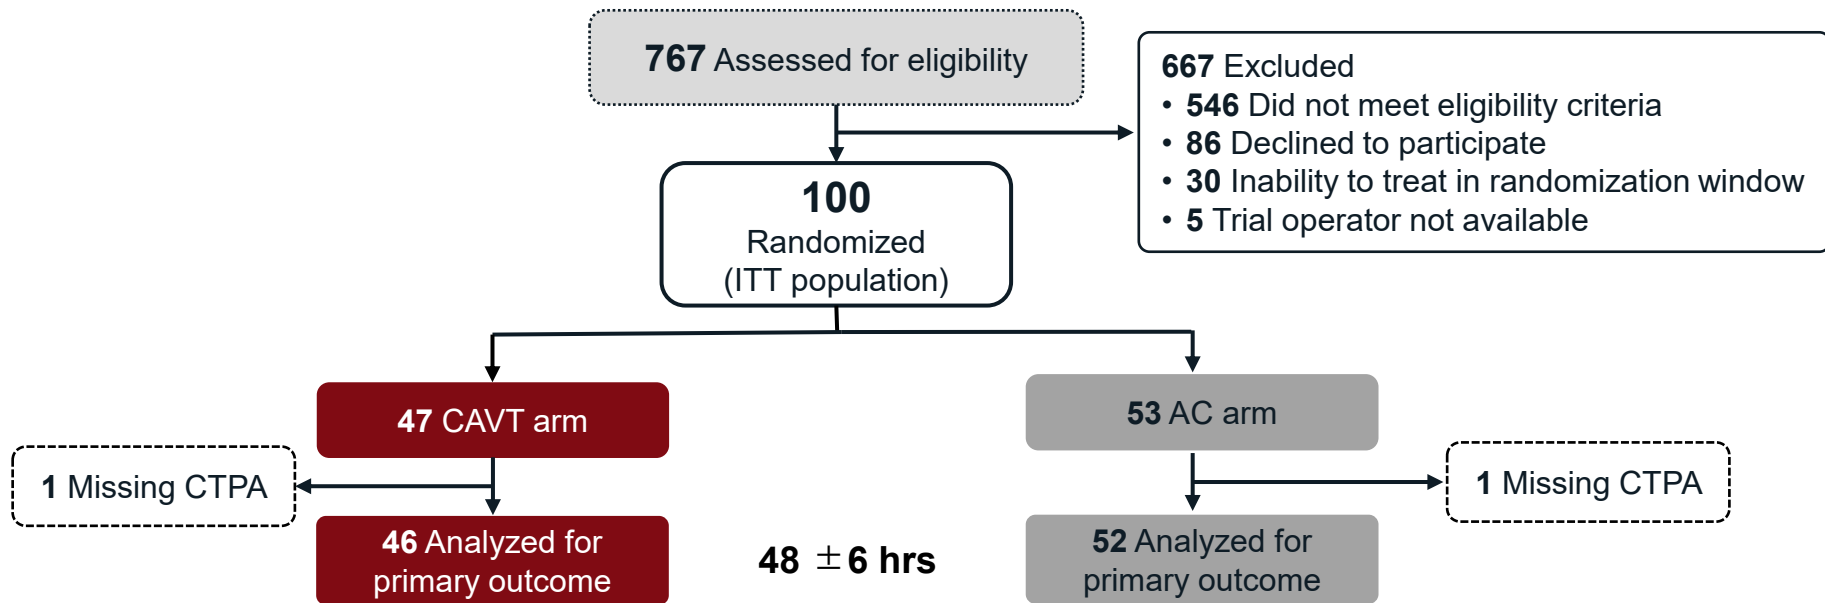 767 Assessed for eligibility
667 Excluded
• 546 Did not meet eligibility criteria
• 86 Declined to participate
• 30 Inability to treat in randomization window
• 5 Trial operator not available
100
Randomized
(ITT population)
47 CAVT arm
53 AC arm
1 Missing CTPA
1 Missing CTPA
46 Analyzed for
primary outcome
48 ±6 hrs
52 Analyzed for
primary outcome